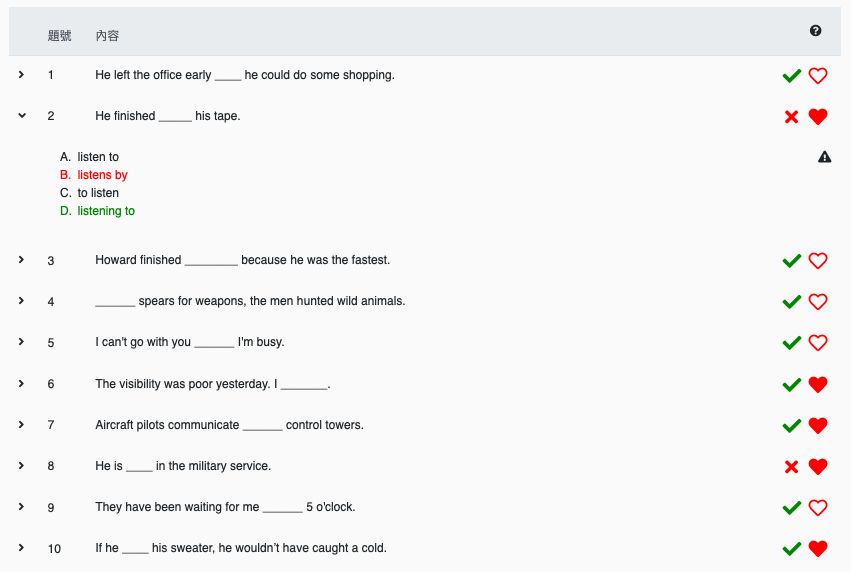 題號 內容
1 He left the office early ____ he could do some shopping.
2 He finished _____ his tape.
A. listen to
B. listens by
C. to listen
D. listening to
3 Howard finished ________ because he was the fastest.
4 ______ spears for weapons, the men hunted wild animals.
5 I can't go with you ______ I'm busy.
6 The visibility was poor yesterday. I _______.
7 Aircraft pilots communicate ______ control towers.
8 He is ____ in the military service.
9 They have been waiting for me ______ 5 o'clock.
10 If he ____ his sweater, he wouldn’t have caught a cold.